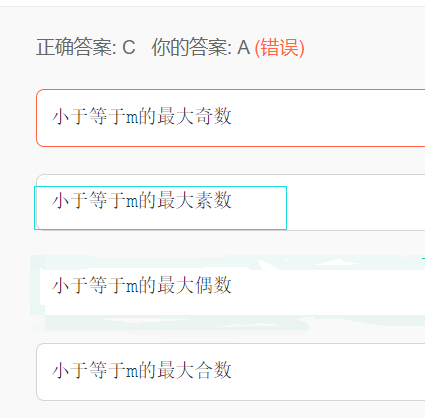 正确答案: C 你的答案: A (错误)
小于等于m的最大奇数
小于等于m的最大素数
小于等于m的最大偶数
小于等于m的最大合数